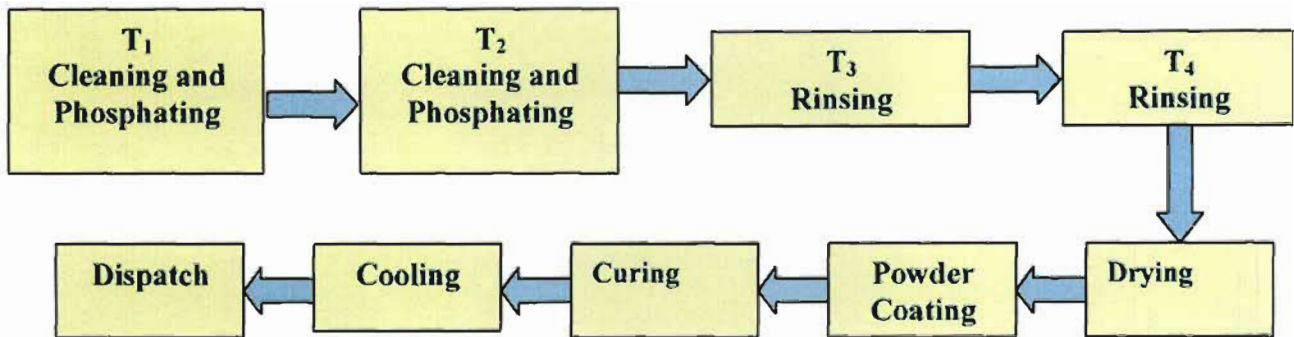 T₁
Cleaning and
Phosphating
T₂
Cleaning and
Phosphating
T₃
Rinsing
T₄
Rinsing
Drying
Powder
Coating
Curing
Cooling
Dispatch